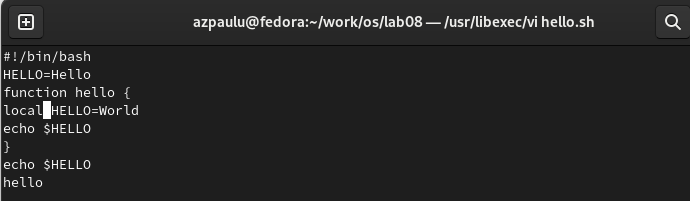 azpaulu@fedora:~/work/os/lab08 — /usr/libexec/vi hello.sh
#!/bin/bash
HELLO=Hello
function hello {
local HELLO=World
echo $HELLO
}
echo $HELLO
hello